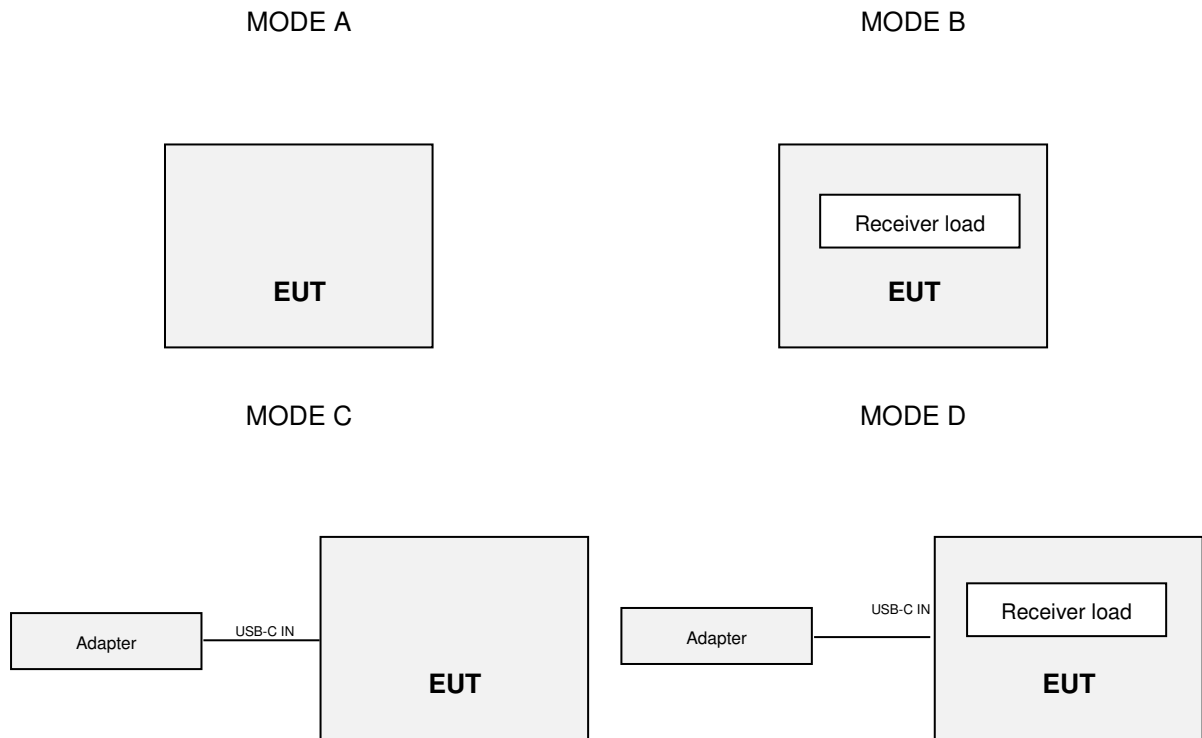 MODE A
MODE B
EUT
Receiver load
EUT
MODE C
MODE D
Adapter
USB-C IN
EUT
Adapter
USB-C IN
Receiver load
EUT